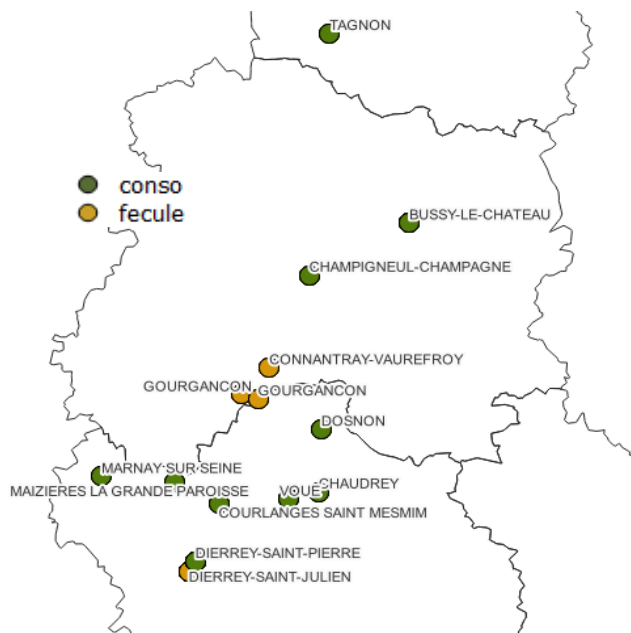 TAGNON
conso
fecule
BUSSY-LE-CHATEAU
CHAMPIGNEUL-CHAMPAGNE
CONNANTRAY-VAUREFROY
GOURGANCON
GOURGANCON
DOSNON
MARNAY-SUR-SEINE
MAIZIERES LA GRANDE PAROISSE
VOUÉ
CHAUDREY
COURLANGES SAINT MESMIM
DIERREY-SAINT-PIERRE
DIERREY-SAINT-JULIEN